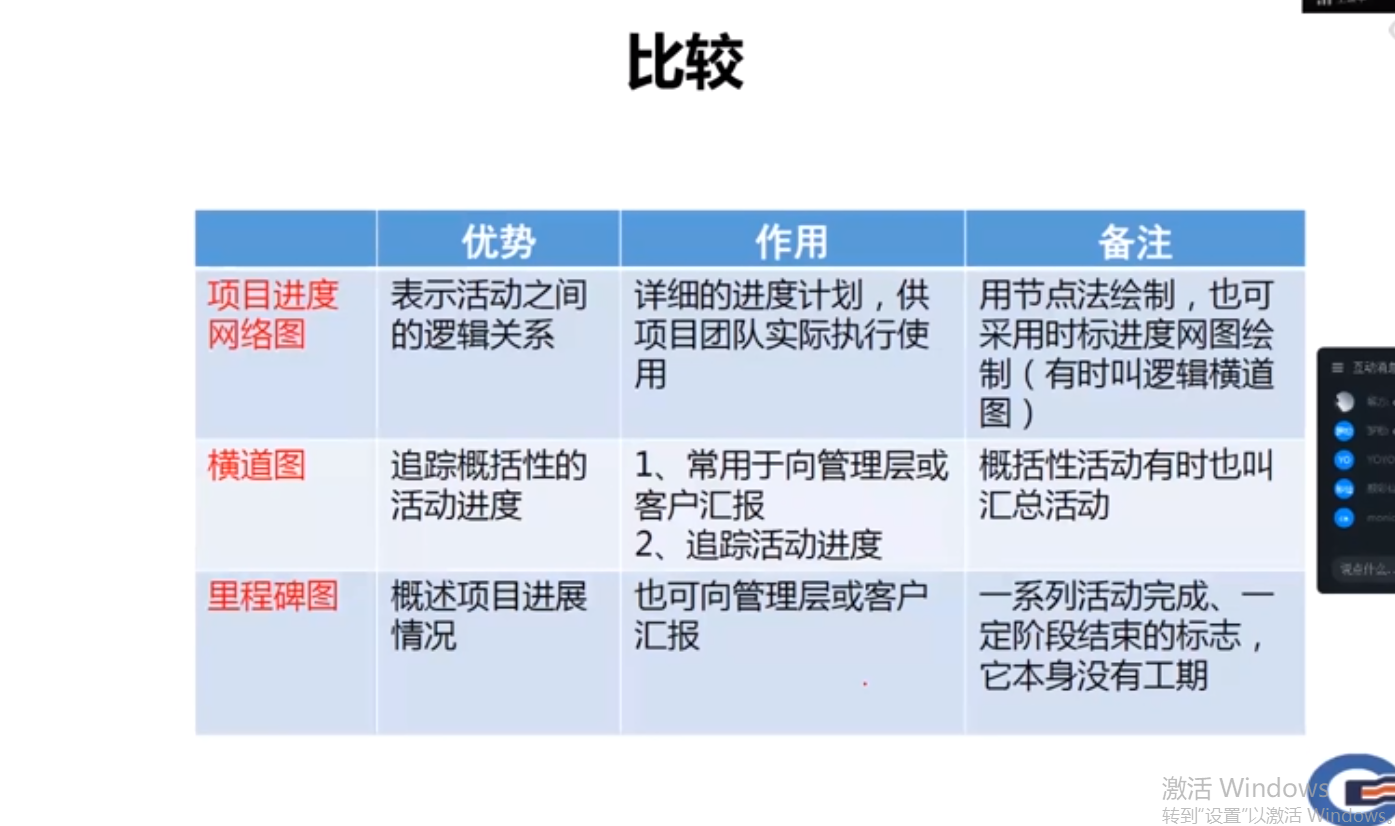 比较
优势
作用
备注
项目进度
网络图
表示活动之间
的逻辑关系
详细的进度计划，供
项目团队实际执行使
用
用节点法绘制，也可
采用时标进度网图绘
制（有时叫逻辑横道
图）
横道图
追踪概括性的
活动进度
1、常用于向管理层或
客户汇报
2、追踪活动进度
概括性活动有时也叫
汇总活动
里程碑图
概述项目进展
情况
也可向管理层或客户
汇报
一系列活动完成、一
定阶段结束的标志，
它本身没有工期
互动消息
YO
YOYO
说点什么...
激活 Windows
转到"设置"以激活 Windows。